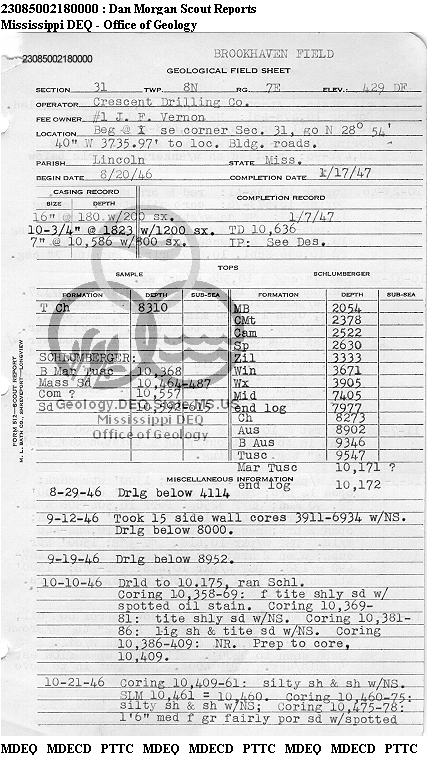 23085002180000 : Dan Morgan Scout Reports
Mississippi DEQ - Office of Geology
23085002180000
BROOKHAVEN FIELD
GEOLOGICAL FIELD SHEET
SECTION 31 TWP. 8N RG. 7E ELEV.: 429 DF
OPERATOR Crescent Drilling Co.
FEE OWNER #1 J. F. Vernon
LOCATION Beg @ se corner Sec. 31, go N 28° 54'
40" W 3735.97' to loc. Bldg. roads.
PARISH Lincoln STATE Miss.
BEGIN DATE 8/20/46 COMPLETION DATE 1/17/47
CASING RECORD COMPLETION RECORD
SIZE DEPTH
16" @ 180 w/200 sx. 1/7/47
10-3/4" @ 1823 w/1200 sx. TD 10,636
7" @ 10,586 w/800 sx. IP: See Des.
TOPS
SAMPLE SCHLUMBERGER
FORMATION DEPTH SUB-SEA FORMATION DEPTH SUB-SEA
T Ch 8310 MB 2054
CMt 2378
Cam 2522
Sp 2630
SCHLUMBERGER: Zil 3333
B Mar Tusc 10,368 Win 3671
Mass Sd 10,464-487 Wx 3905
Com ? 10,557 Mid 7405
Sd 10,592-615 end log 7977
Geology.DEQ.State.MS.US
Mississippi DEQ
Office of Geology
Ch 8273
Aus 8902
B Aus 9346
Tusc 9547
Mar Tusc 10,171 ?
MISCELLANEOUS INFORMATION
end log 10,172
FORM 512—SCOUT REPORT
M. L. BATH CO., SHREVEPORT-LONGVIEW
8-29-46 Drlg below 4114
9-12-46 Took 15 side wall cores 3911-6934 w/NS.
Drlg below 8000.
9-19-46 Drlg below 8952.
10-10-46 Drld to 10,175, ran Schl.
Coring 10,358-69: f tite shly sd w/
spotted oil stain. Coring 10,369-
81: tite shly sd w/NS. Coring 10,381-
86: lig sh & tite sd w/NS. Coring
10,386-409: NR. Prep to core,
10,409.
10-21-46 Coring 10,409-61: silty sh & sh w/NS.
SLM 10,461 = 10,460. Coring 10,460-75:
silty sh & sh w/NS; Coring 10,475-78:
1'6" med f gr fairly por sd w/spotted
MDEQ MDECD PTTC MDEQ MDECD PTTC MDEQ MDECD PTTC